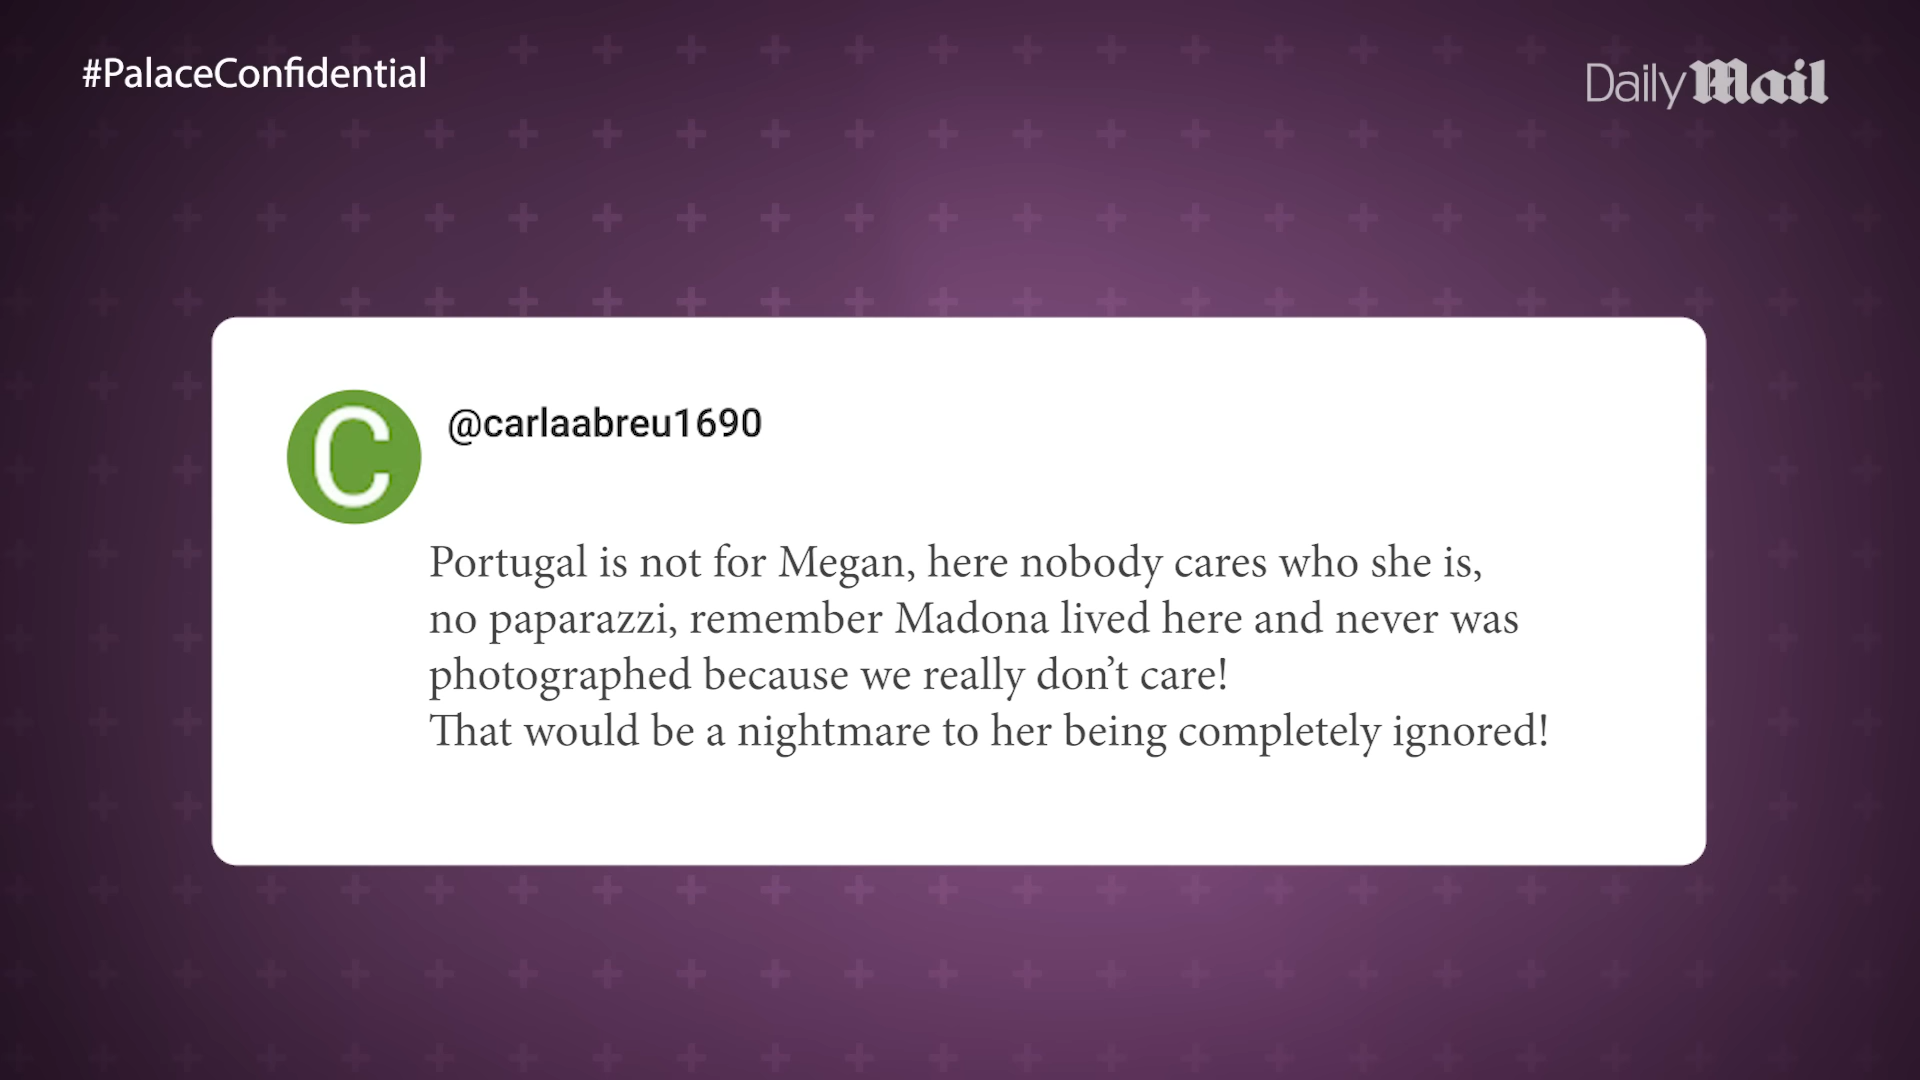 #PalaceConfidential
Daily Mail
C
@carlaabreu1690
Portugal is not for Megan, here nobody cares who she is,
no paparazzi, remember Madona lived here and never was
photographed because we really don’t care!
That would be a nightmare to her being completely ignored!